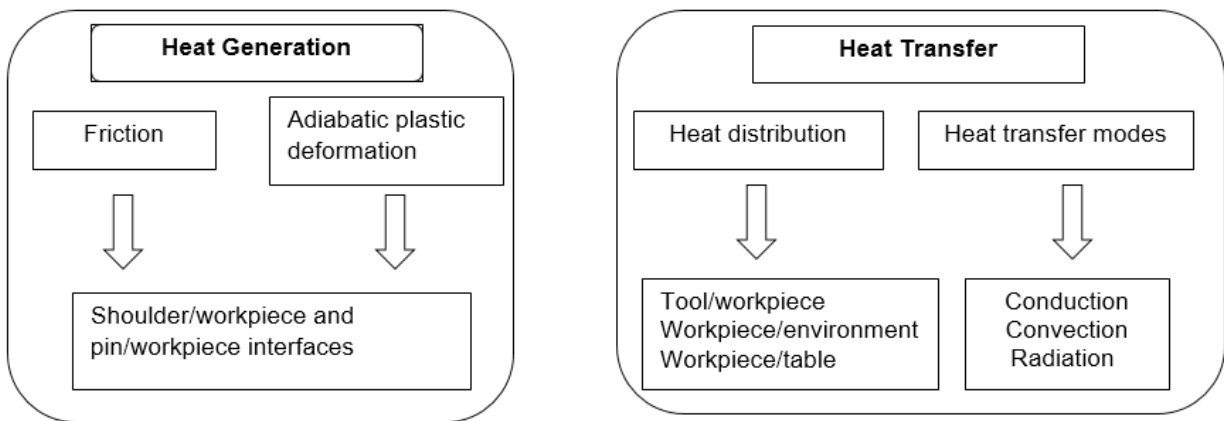 Heat Generation
Friction
Adiabatic plastic
deformation
Shoulder/workpiece and
pin/workpiece interfaces
Heat Transfer
Heat distribution
Heat transfer modes
Tool/workpiece
Workpiece/environment
Workpiece/table
Conduction
Convection
Radiation